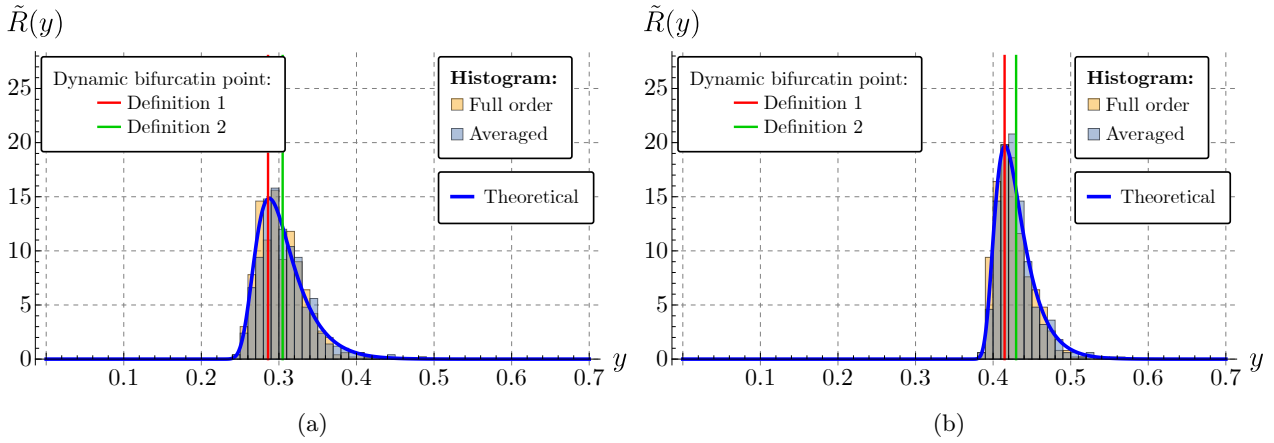 R̃(y)
Dynamic bifurcatin point:
Definition 1
Definition 2
Histogram:
Full order
Averaged
Theoretical
25
20
15
10
5
0
0.1 0.2 0.3 0.4 0.5 0.6 0.7 y
(a)
R̃(y)
Dynamic bifurcatin point:
Definition 1
Definition 2
Histogram:
Full order
Averaged
Theoretical
25
20
15
10
5
0
0.1 0.2 0.3 0.4 0.5 0.6 0.7 y
(b)